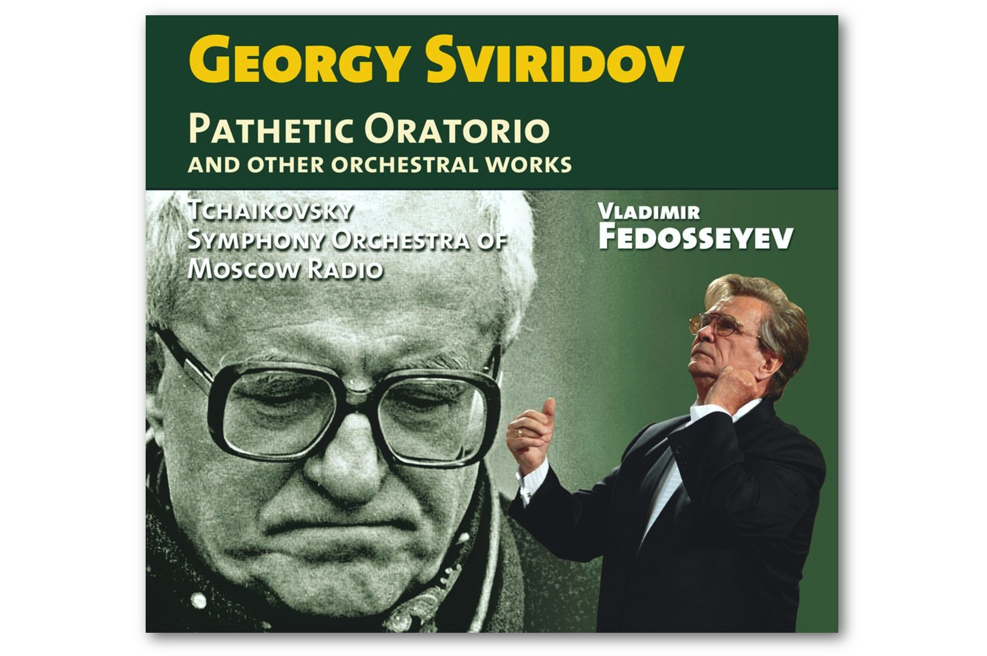 GEORGY SVIRIDOV
PATHETIC ORATORIO
AND OTHER ORCHESTRAL WORKS
TCHAIKOVSKY
SYMPHONY ORCHESTRA OF
MOSCOW RADIO
VLADIMIR
FEDOSSEYEV